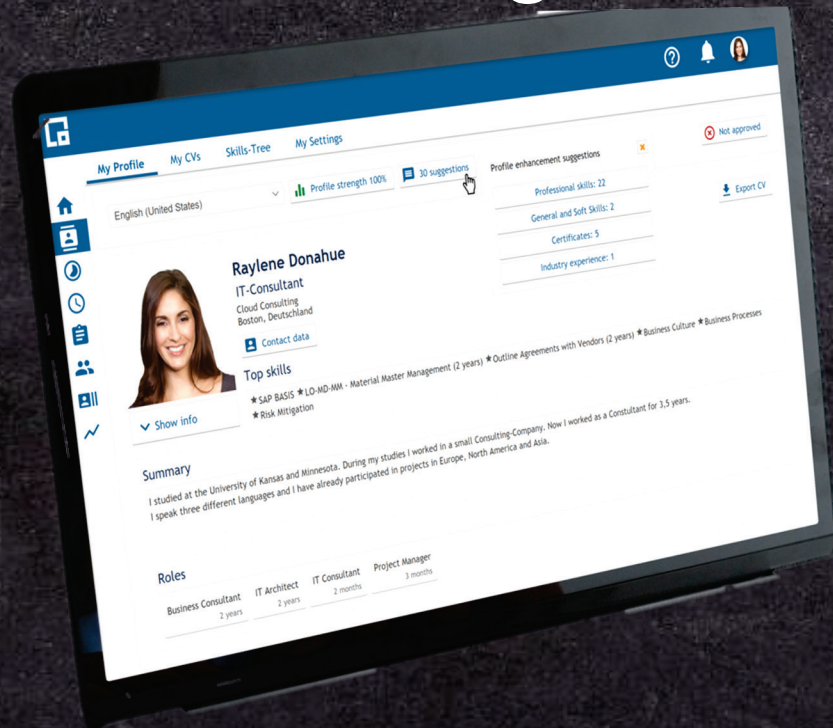 My Profile
My CVs
Skills-Tree
My Settings
English (United States)
Profile strength 100%
30 suggestions
Profile enhancement suggestions
Professional skills: 22
General and Soft Skills: 2
Certificates: 5
Industry experience: 1
Not approved
Export CV
Raylene Donahue
IT-Consultant
Cloud Consulting
Boston, Deutschland
Contact data
Show info
Top skills
★SAP BASIS ★LO-MD-MM - Material Master Management (2 years) ★Outline Agreements with Vendors (2 years) ★Business Culture ★Business Processes
★Risk Mitigation
Summary
I studied at the University of Kansas and Minnesota. During my studies I worked in a small Consulting-Company. Now I worked as a Constultant for 3,5 years.
I speak three different languages and I have already participated in projects in Europe, North America and Asia.
Roles
Business Consultant
2 years
IT Architect
2 years
IT Consultant
2 months
Project Manager
3 months